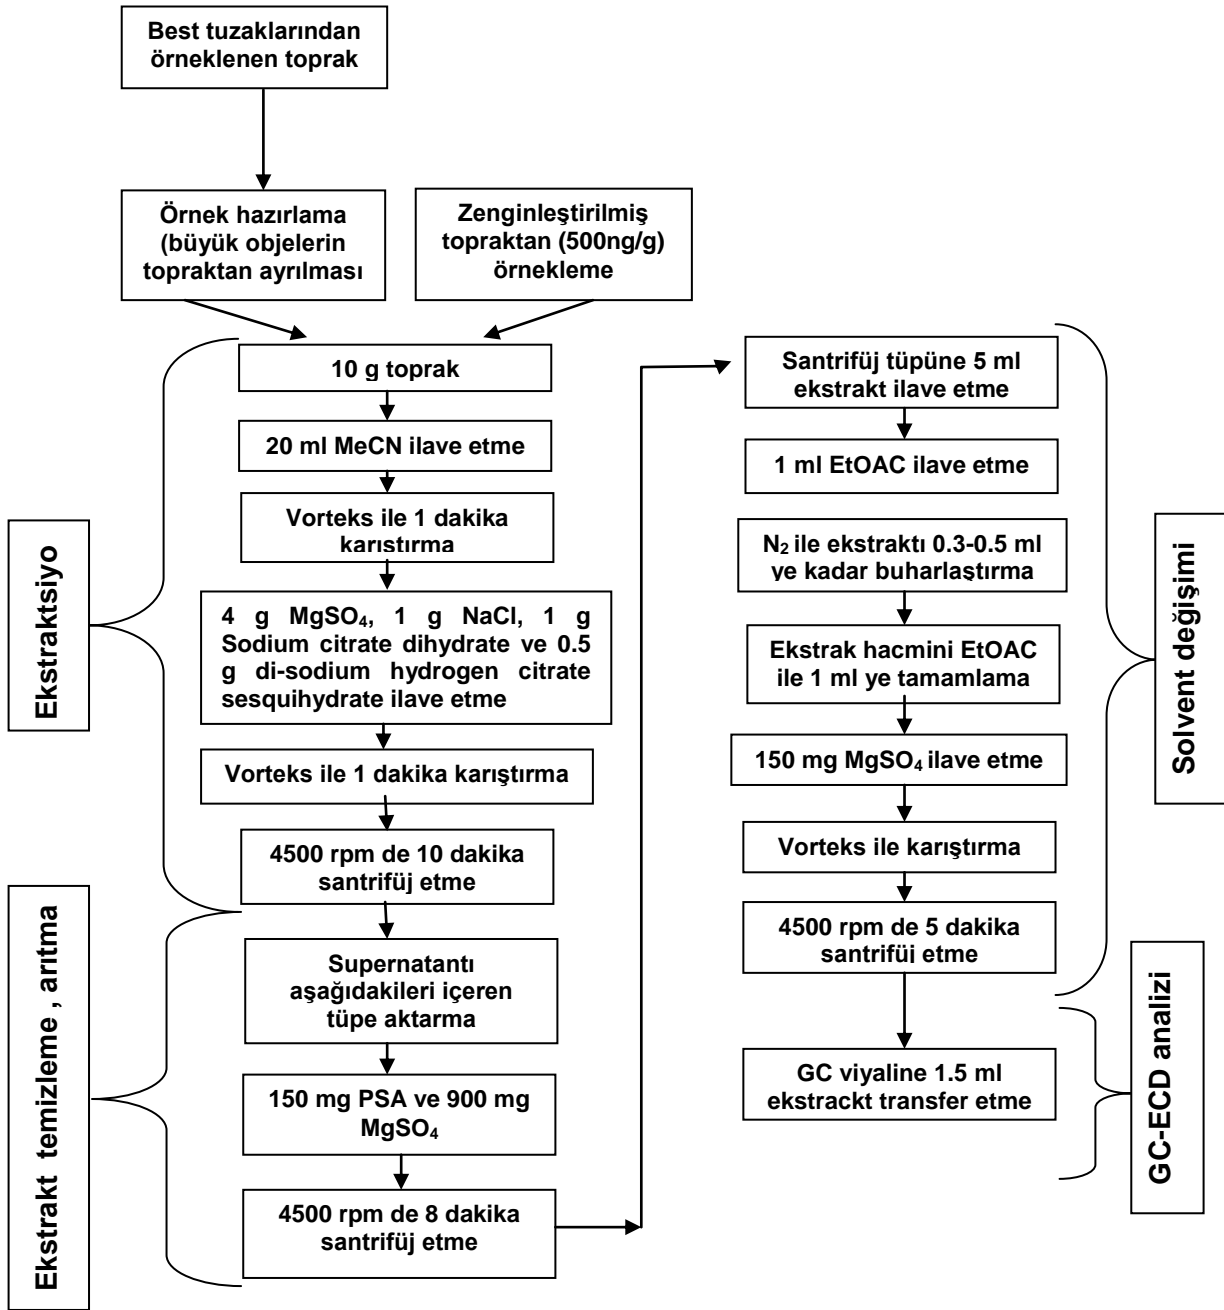 Best tuzaklarından
örneklenen toprak
Örnek hazırlama
(büyük objelerin
topraktan ayrılması
Zenginleştirilmiş
topraktan (500ng/g)
örnekleme
10 g toprak
20 ml MeCN ilave etme
Vorteks ile 1 dakika
karıştırma
4 g MgSO₄, 1 g NaCl, 1 g
Sodium citrate dihydrate ve 0.5
g di-sodium hydrogen citrate
sesquihydrate ilave etme
Vorteks ile 1 dakika karıştırma
4500 rpm de 10 dakika
santrifüj etme
Ekstraktsiyo
Supernatantı
aşağıdakileri içeren
tüpe aktarma
150 mg PSA ve 900 mg
MgSO₄
4500 rpm de 8 dakika
santrifüj etme
Ekstrakt temizleme , arıtma
Santrifüj tüpüne 5 ml
ekstrakt ilave etme
1 ml EtOAC ilave etme
N₂ ile ekstraktı 0.3-0.5 ml
ye kadar buharlaştırma
Ekstrak hacmini EtOAC
ile 1 ml ye tamamlama
150 mg MgSO₄ ilave etme
Vorteks ile karıştırma
4500 rpm de 5 dakika
santrifüj etme
Solvent değişimi
GC viyaline 1.5 ml
ekstrackt transfer etme
GC-ECD analizi